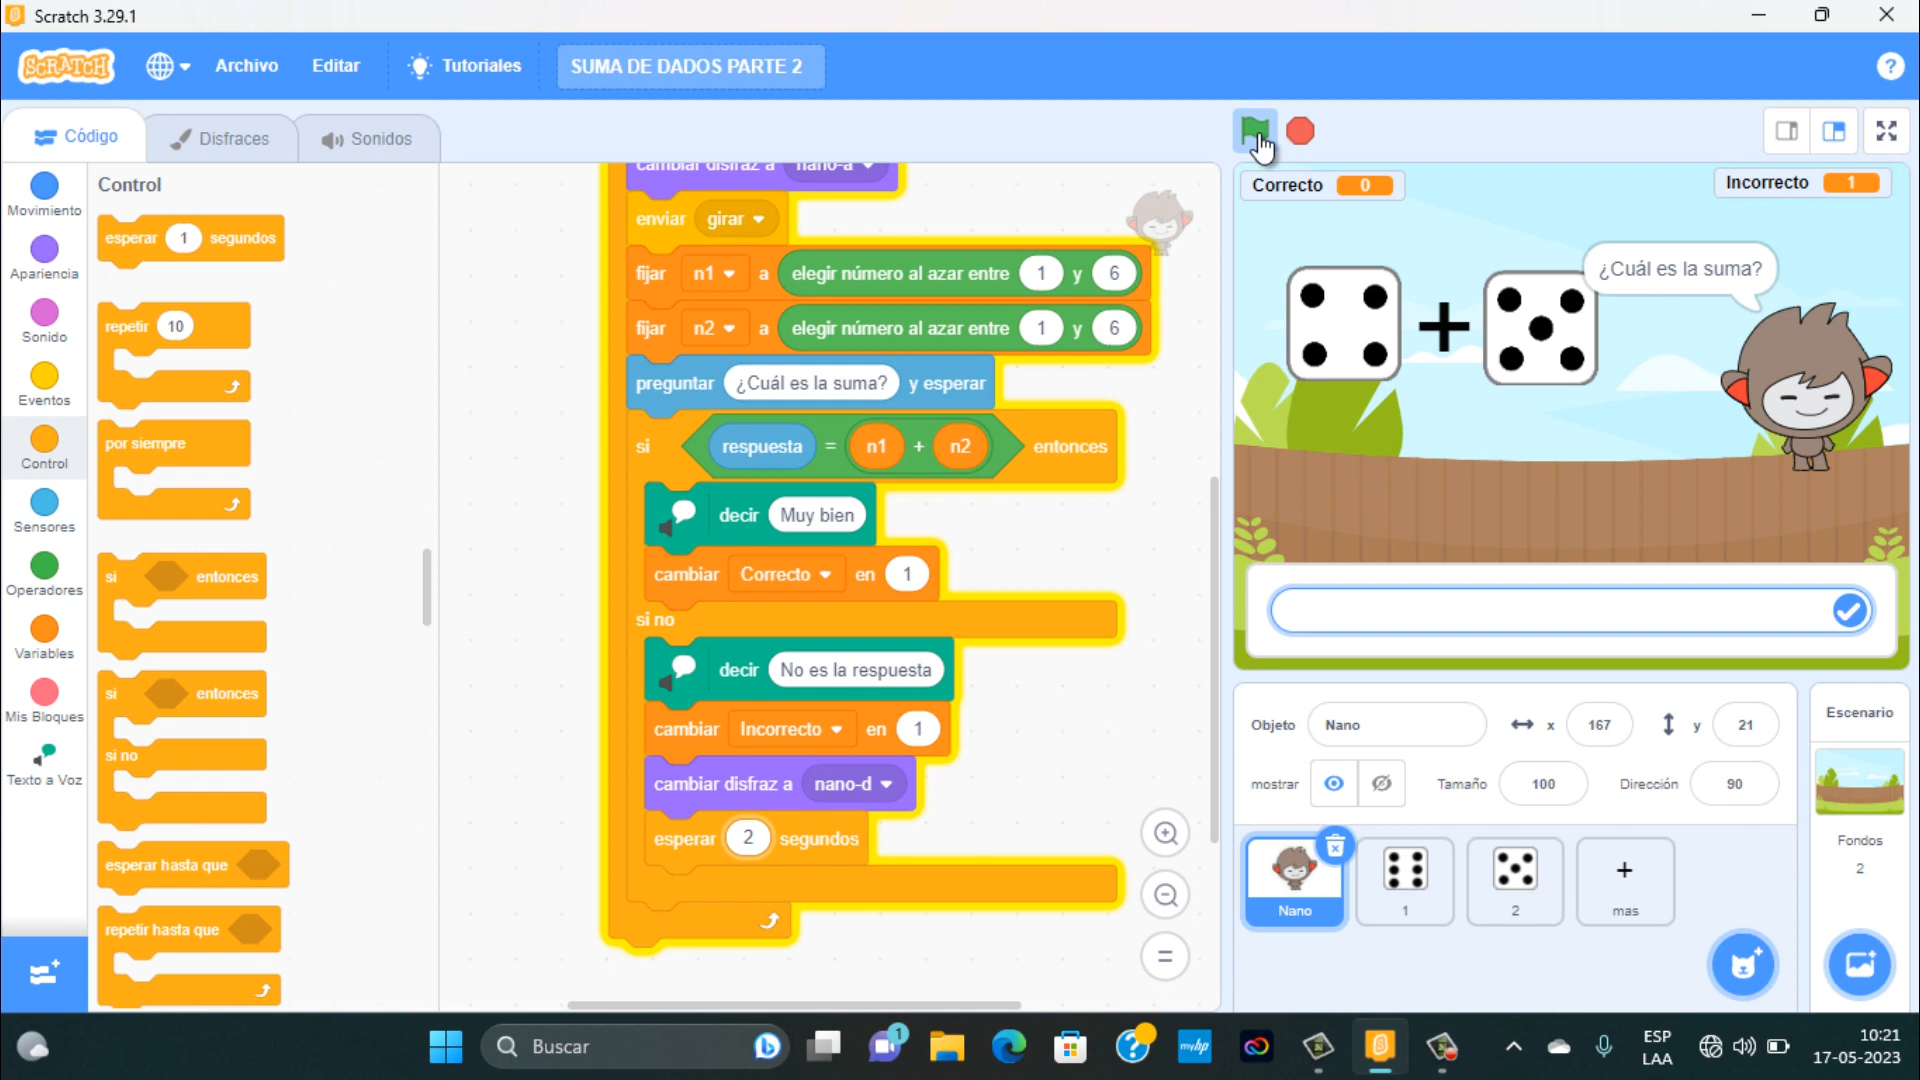 Scratch 3.29.1
SCRATCH
Archivo
Editar
Tutoriales
SUMA DE DADOS PARTE 2
?
Código
Disfraces
Sonidos
Movimiento
Apariencia
Sonido
Eventos
Control
Sensores
Operadores
Variables
Mis Bloques
Texto a Voz
Control
esperar 1 segundos
repetir 10
por siempre
si entonces
si entonces
si no
esperar hasta que
repetir hasta que
cambiar disfraz a nano-a
enviar girar
fijar n1 a elegir número al azar entre 1 y 6
fijar n2 a elegir número al azar entre 1 y 6
preguntar ¿Cuál es la suma? y esperar
si respuesta = n1 + n2 entonces
decir Muy bien
cambiar Correcto en 1
si no
decir No es la respuesta
cambiar Incorrecto en 1
cambiar disfraz a nano-d
esperar 2 segundos
Correcto 0
Incorrecto 1
¿Cuál es la suma?
+
Objeto Nano x 167 y 21
mostrar Tamaño 100 Dirección 90
Nano
1
2
mas
Escenario
Fondos
2
Buscar
1
?
myhp
ESP
LAA
10:21
17-05-2023